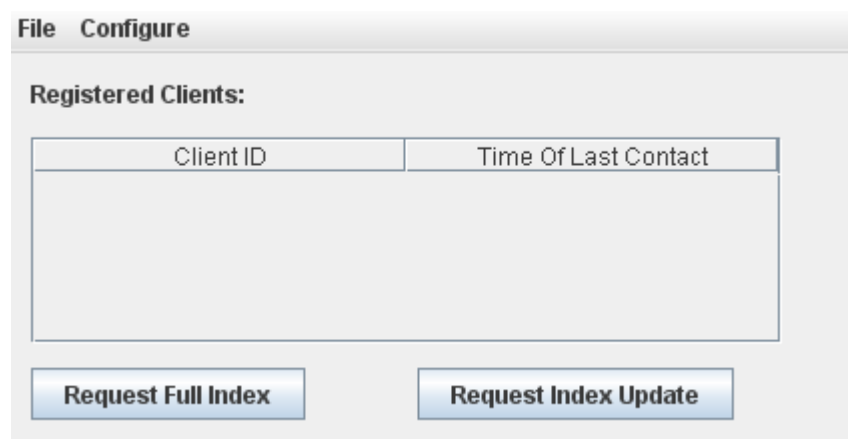 File Configure
Registered Clients:
Client ID Time Of Last Contact
Request Full Index Request Index Update